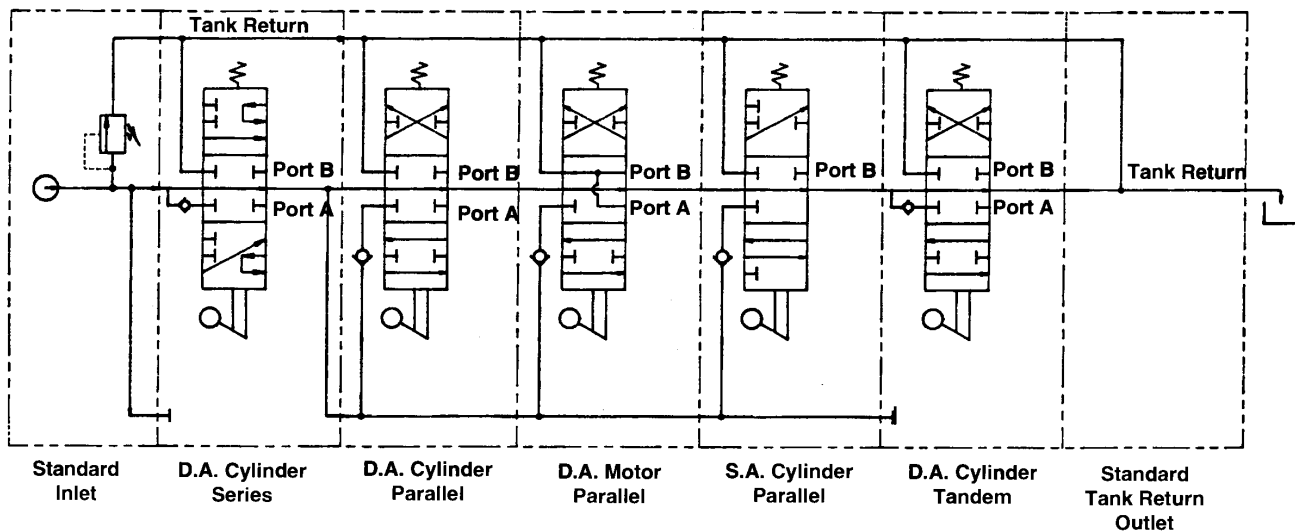 Tank Return
Port B
Port A
Port B
Port A
Port B
Port A
Port B
Port B
Port A
Tank Return
Standard
Inlet
D.A. Cylinder
Series
D.A. Cylinder
Parallel
D.A. Motor
Parallel
S.A. Cylinder
Parallel
D.A. Cylinder
Tandem
Standard
Tank Return
Outlet